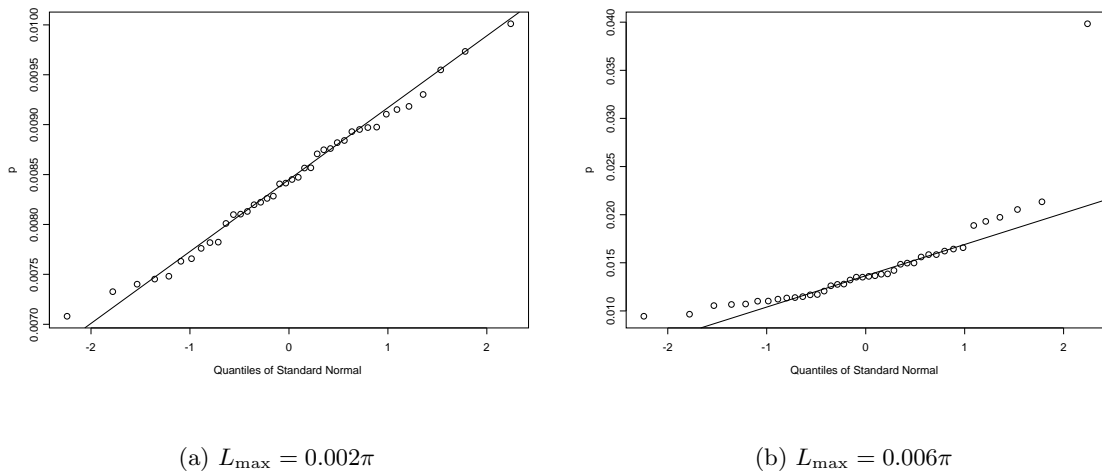 0.0100
0.0095
0.0090
0.0085
0.0080
0.0075
0.0070
p
-2 -1 0 1 2
Quantiles of Standard Normal
(a) L_max = 0.002π
0.040
0.035
0.030
0.025
0.020
0.015
0.010
p
-2 -1 0 1 2
Quantiles of Standard Normal
(b) L_max = 0.006π